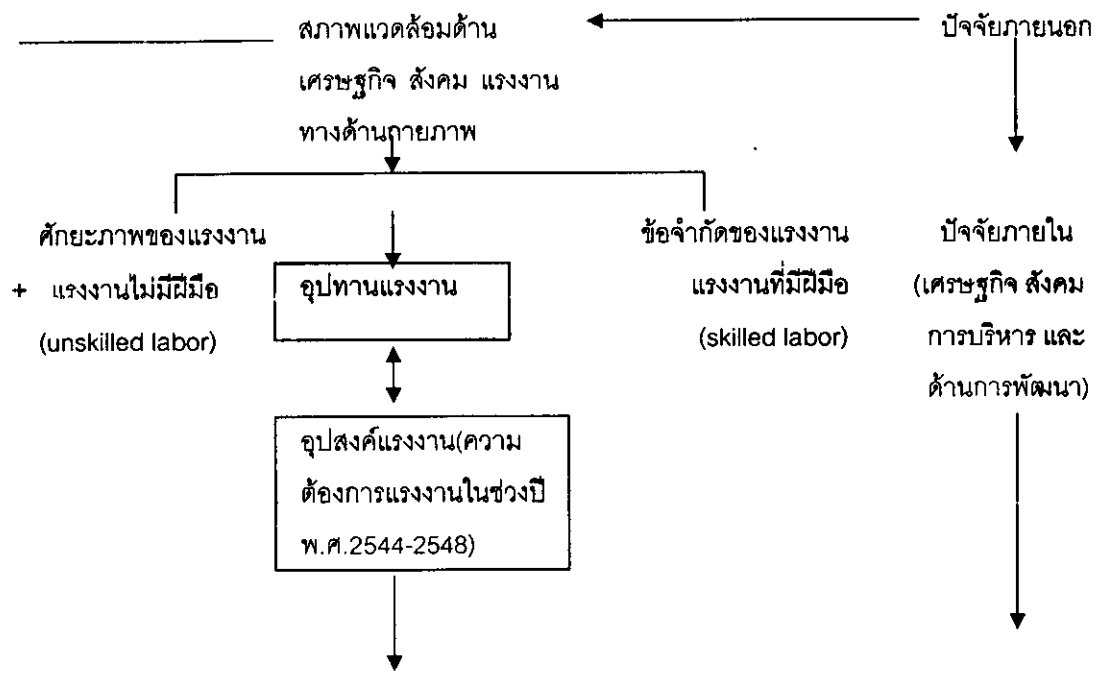 สภาพแวดล้อมด้าน
เศรษฐกิจ สังคม แรงงาน
ทางด้านกายภาพ
ปัจจัยภายนอก
ศักยะภาพของแรงงาน
+ แรงงานไม่มีฝีมือ
(unskilled labor)
อุปทานแรงงาน
ข้อจำกัดของแรงงาน
แรงงานที่มีฝีมือ
(skilled labor)
ปัจจัยภายใน
(เศรษฐกิจ สังคม
การบริหาร และ
ด้านการพัฒนา)
อุปสงค์แรงงาน(ความ
ต้องการแรงงานในช่วงปี
พ.ศ.2544-2548)